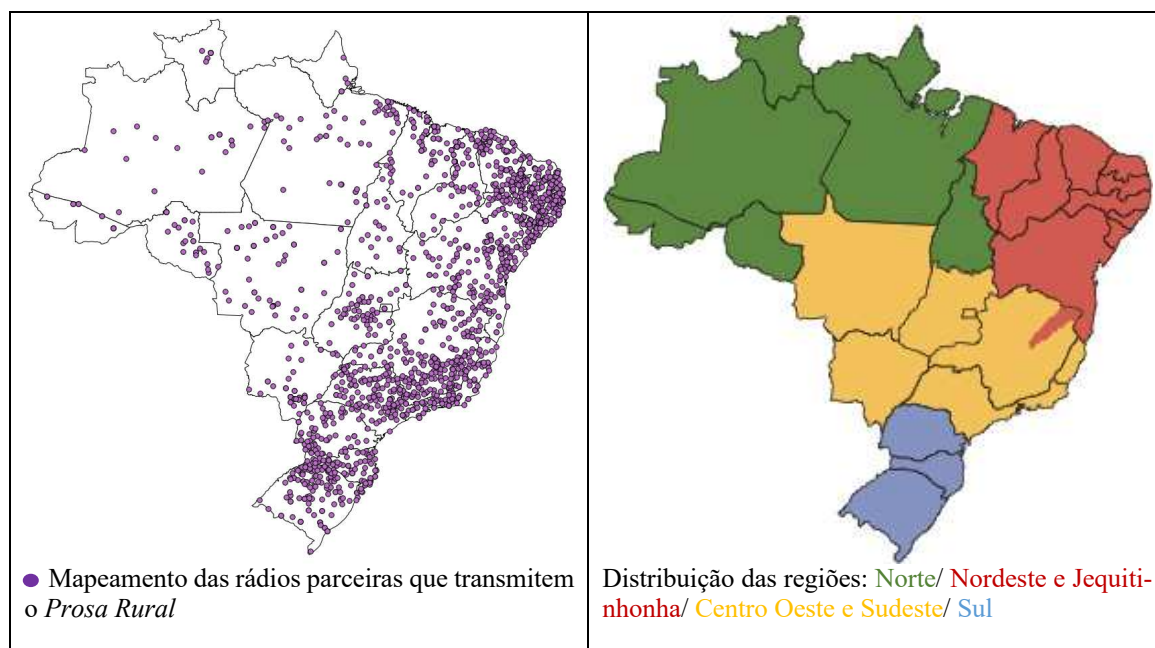 Mapeamento das rádios parceiras que transmitem
o Prosa Rural
Distribuição das regiões: Norte/ Nordeste e Jequiti-
nhonha/ Centro Oeste e Sudeste/ Sul